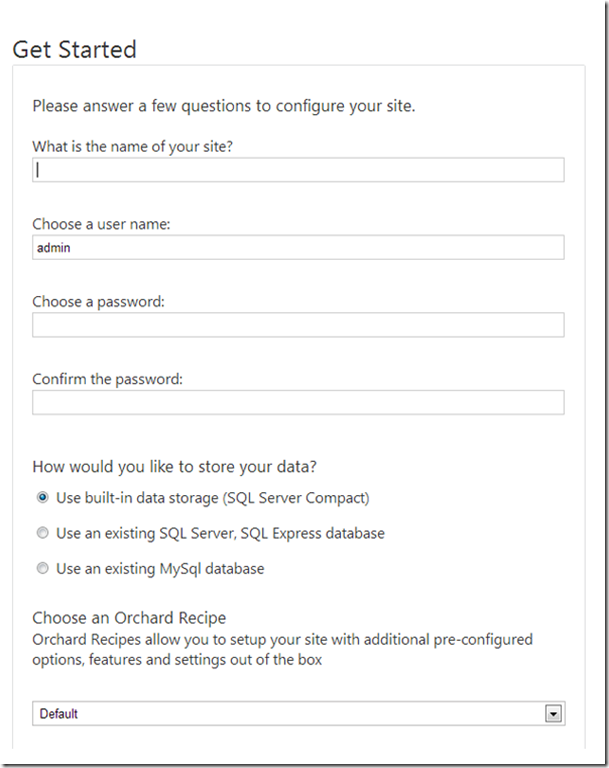 Get Started
Please answer a few questions to configure your site.
What is the name of your site?
Choose a user name:
admin
Choose a password:
Confirm the password:
How would you like to store your data?
Use built-in data storage (SQL Server Compact)
Use an existing SQL Server, SQL Express database
Use an existing MySql database
Choose an Orchard Recipe
Orchard Recipes allow you to setup your site with additional pre-configured
options, features and settings out of the box
Default